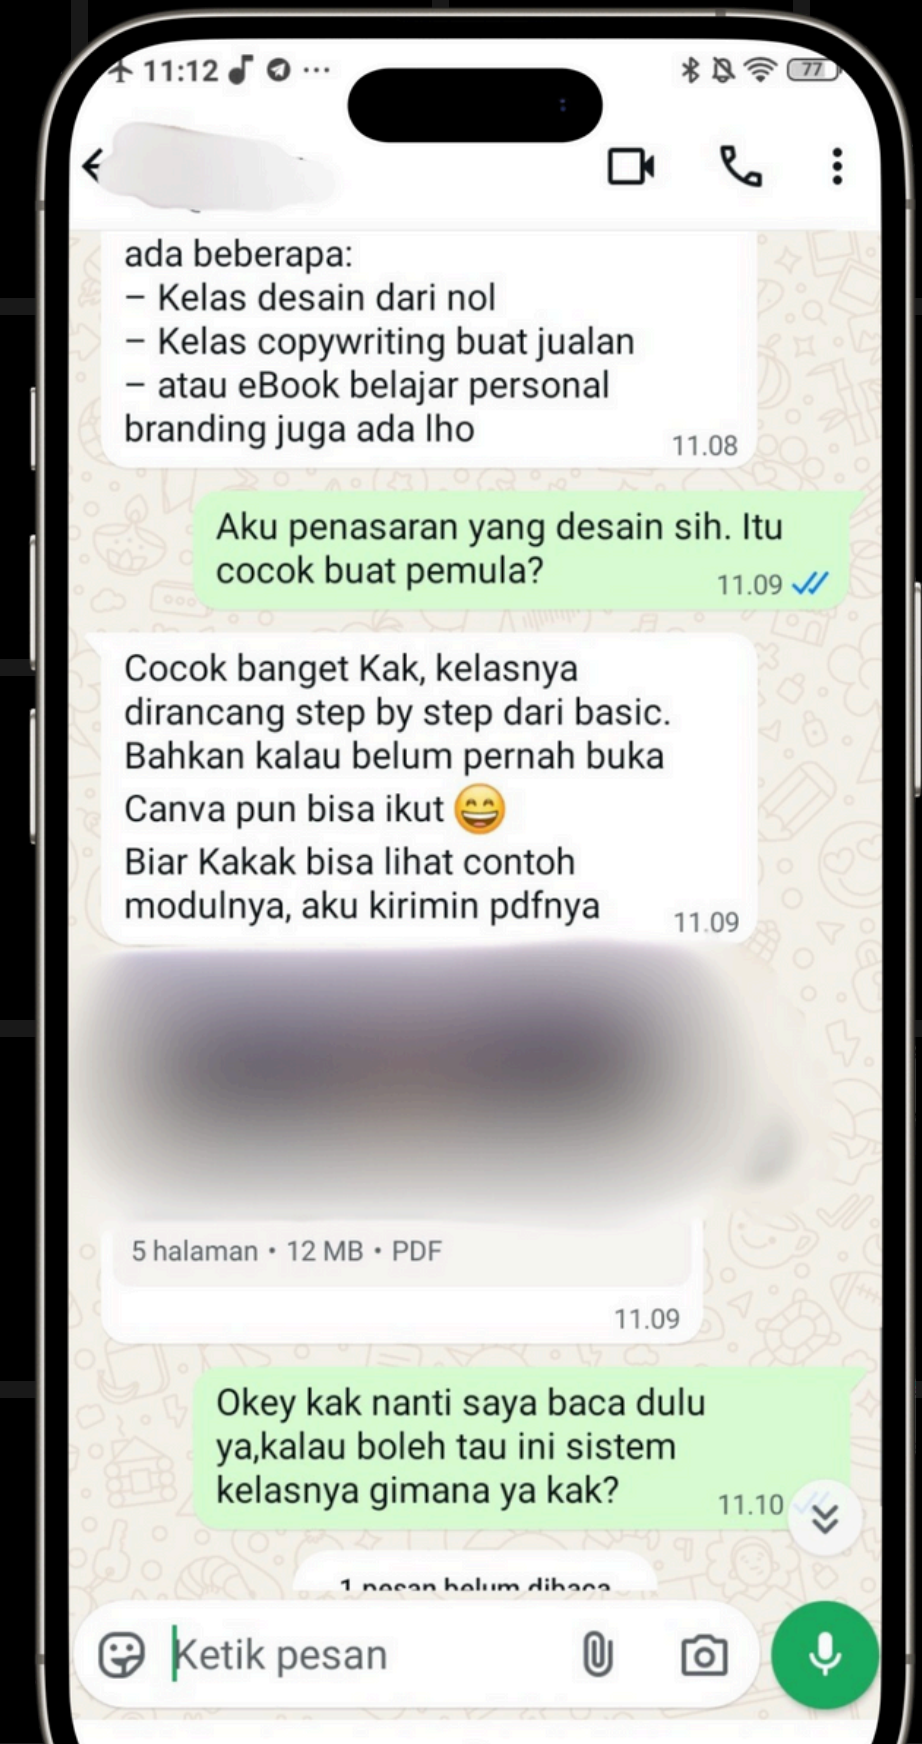 11:12
77
ada beberapa:
– Kelas desain dari nol
– Kelas copywriting buat jualan
– atau eBook belajar personal
branding juga ada lho
11.08
Aku penasaran yang desain sih. Itu
cocok buat pemula?
11.09
Cocok banget Kak, kelasnya
dirancang step by step dari basic.
Bahkan kalau belum pernah buka
Canva pun bisa ikut 😄
Biar Kakak bisa lihat contoh
modulnya, aku kirimin pdfnya
11.09
5 halaman • 12 MB • PDF
11.09
Okey kak nanti saya baca dulu
ya,kalau boleh tau ini sistem
kelasnya gimana ya kak?
11.10
1 pesan belum dibaca
Ketik pesan